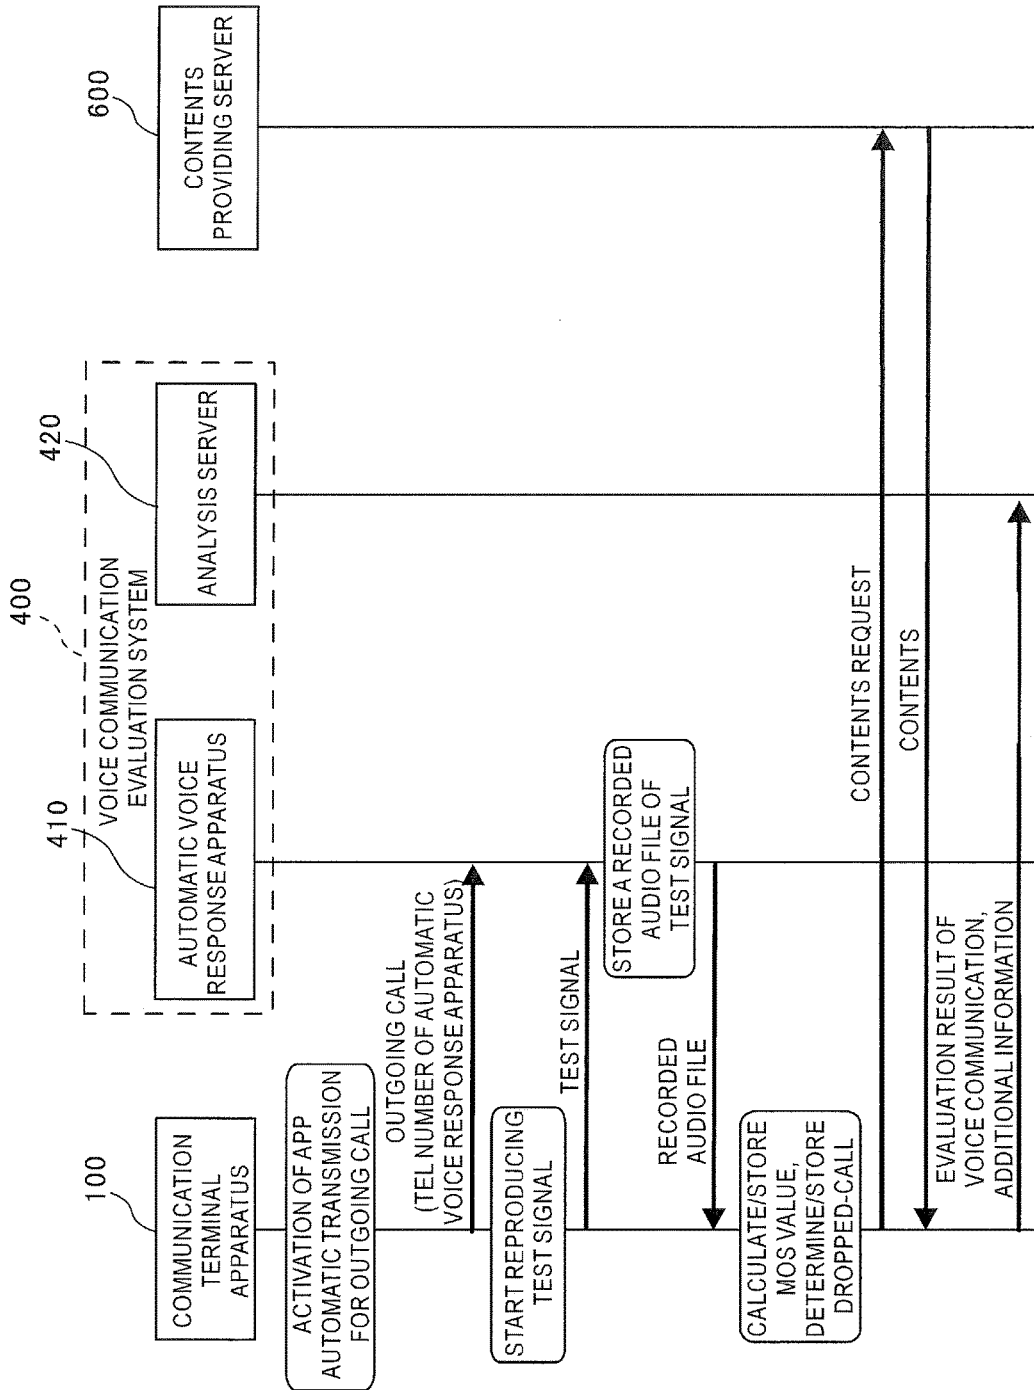 400
VOICE COMMUNICATION
EVALUATION SYSTEM
100
COMMUNICATION
TERMINAL
APPARATUS
410
AUTOMATIC VOICE
RESPONSE APPARATUS
420
ANALYSIS SERVER
600
CONTENTS
PROVIDING SERVER
ACTIVATION OF APP
AUTOMATIC TRANSMISSION
FOR OUTGOING CALL
OUTGOING CALL
(TEL NUMBER OF AUTOMATIC
VOICE RESPONSE APPARATUS)
START REPRODUCING
TEST SIGNAL
TEST SIGNAL
STORE A RECORDED
AUDIO FILE OF
TEST SIGNAL
RECORDED
AUDIO FILE
CALCULATE/STORE
MOS VALUE,
DETERMINE/STORE
DROPPED-CALL
CONTENTS REQUEST
CONTENTS
EVALUATION RESULT OF
VOICE COMMUNICATION,
ADDITIONAL INFORMATION